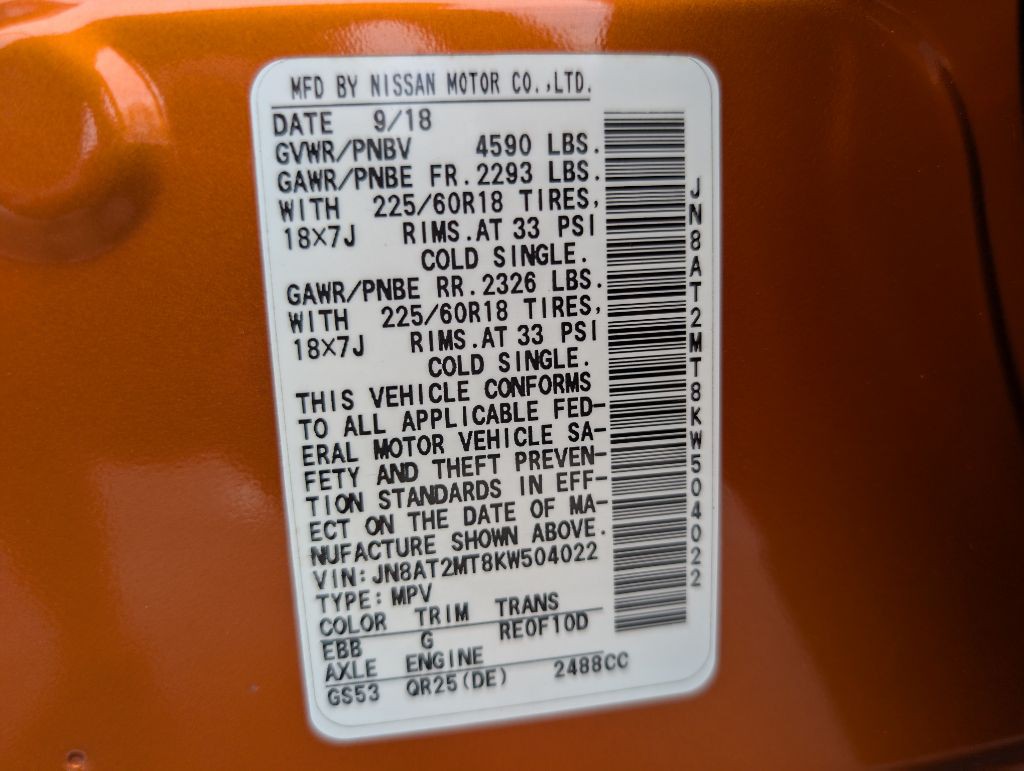 MFD BY NISSAN MOTOR CO.,LTD.
DATE 9/18
GVWR/PNBV 4590 LBS.
GAWR/PNBE FR.2293 LBS.
WITH 225/60R18 TIRES,
18×7J RIMS.AT 33 PSI
COLD SINGLE.
GAWR/PNBE RR.2326 LBS.
WITH 225/60R18 TIRES,
18×7J RIMS.AT 33 PSI
COLD SINGLE.
THIS VEHICLE CONFORMS
TO ALL APPLICABLE FED-
ERAL MOTOR VEHICLE SA-
FETY AND THEFT PREVEN-
TION STANDARDS IN EFF-
ECT ON THE DATE OF MA-
NUFACTURE SHOWN ABOVE.
VIN:JN8AT2MT8KW504022
TYPE:MPV
COLOR TRIM TRANS
EBB G RE0F10D
AXLE ENGINE
GS53 QR25(DE) 2488CC
JN8AT2MT8KW504022